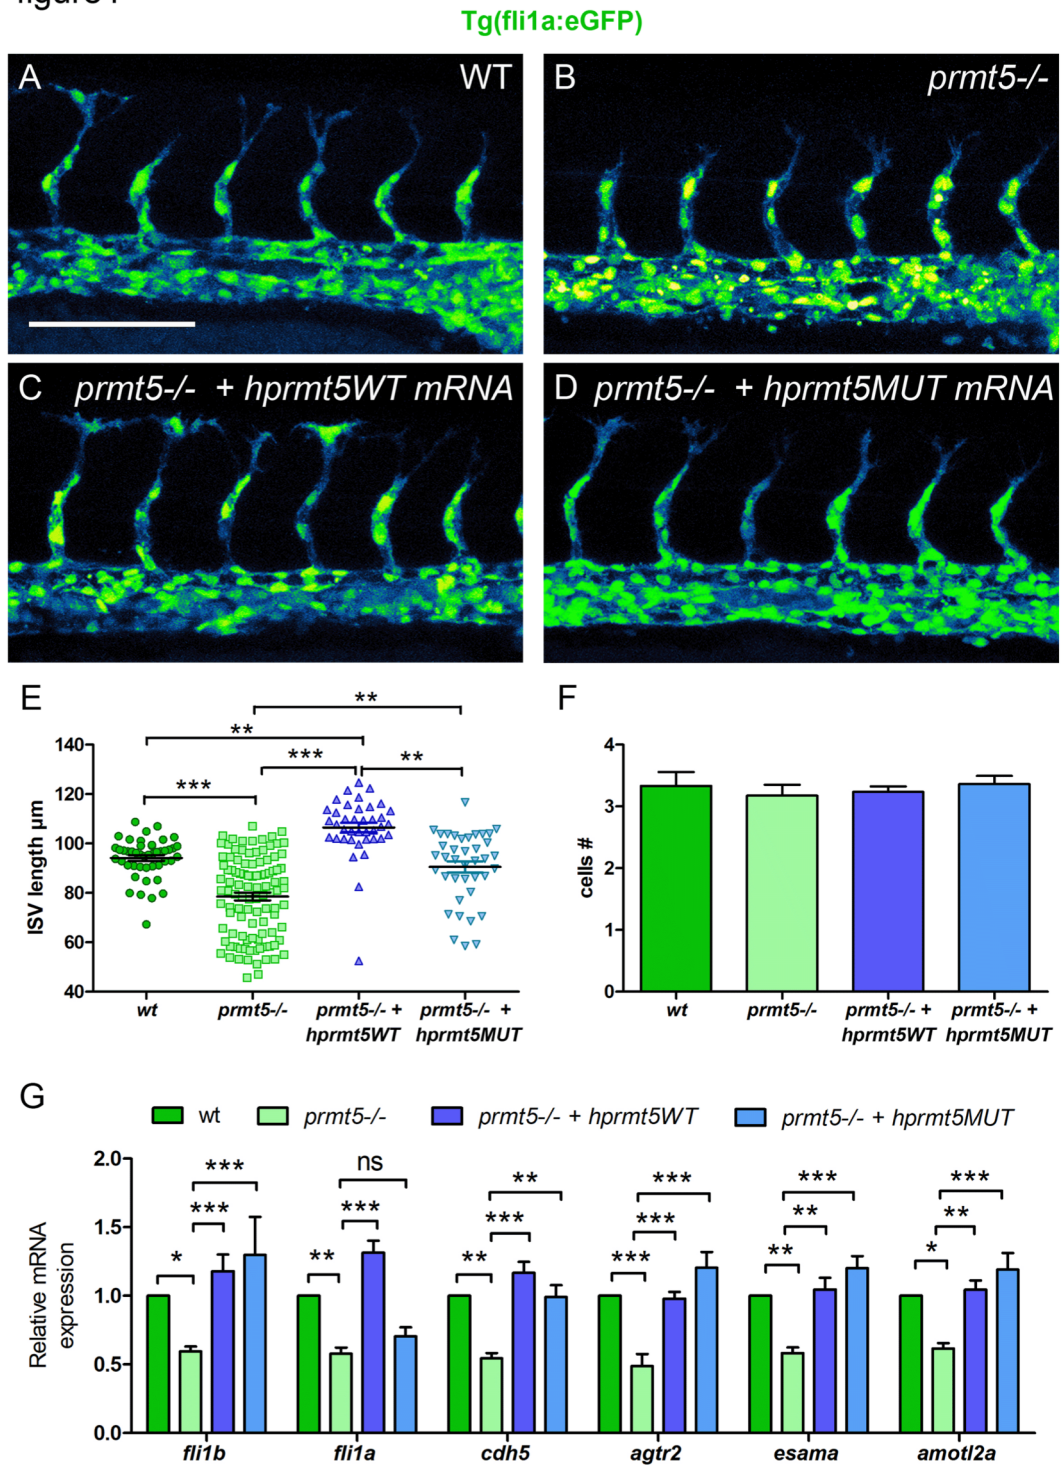 Tg(fli1a:eGFP)
A WT
B prmt5-/-
C prmt5-/- + hprmt5WT mRNA
D prmt5-/- + hprmt5MUT mRNA
E
**
**
*** **
***
ISV length µm
140
120
100
80
60
40
wt prmt5-/- prmt5-/- + prmt5-/- +
hprmt5WT hprmt5MUT
F
cells #
4
3
2
1
0
wt prmt5-/- prmt5-/- + prmt5-/- +
hprmt5WT hprmt5MUT
G
wt prmt5-/- prmt5-/- + hprmt5WT prmt5-/- + hprmt5MUT
Relative mRNA
expression
2.0
1.5
1.0
0.5
0.0
*** ns ** *** *** ***
*** *** *** *** ** **
* ** ** *** ** *
fli1b fli1a cdh5 agtr2 esama amotl2a